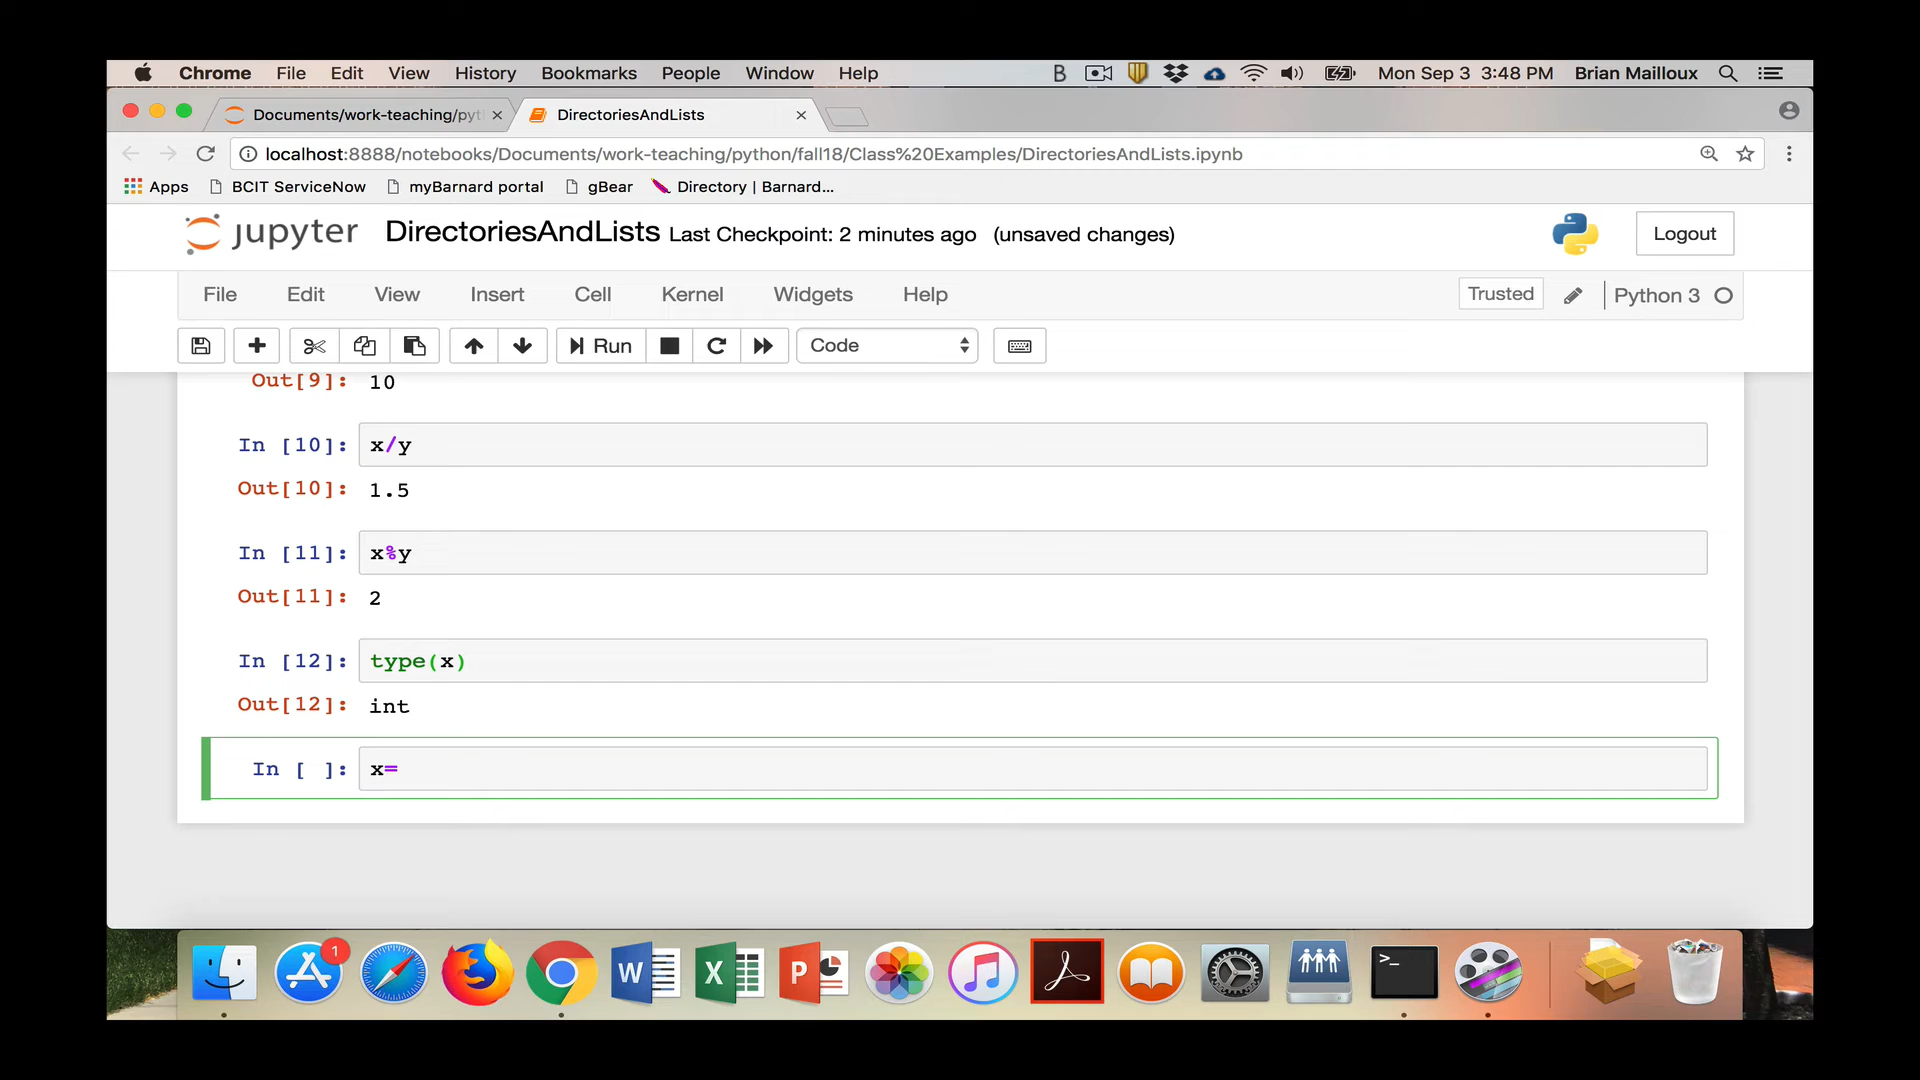 Chrome File Edit View History Bookmarks People Window Help B Mon Sep 3 3:48 PM Brian Mailloux
Documents/work-teaching/pyt DirectoriesAndLists
localhost:8888/notebooks/Documents/work-teaching/python/fall18/Class%20Examples/DirectoriesAndLists.ipynb
Apps BCIT ServiceNow myBarnard portal gBear Directory | Barnard...
jupyter DirectoriesAndLists Last Checkpoint: 2 minutes ago (unsaved changes) Logout
File Edit View Insert Cell Kernel Widgets Help Trusted Python 3
Run Code
Out[9]: 10
In [10]: x/y
Out[10]: 1.5
In [11]: x%y
Out[11]: 2
In [12]: type(x)
Out[12]: int
In [ ]: x=
1
W X P >_